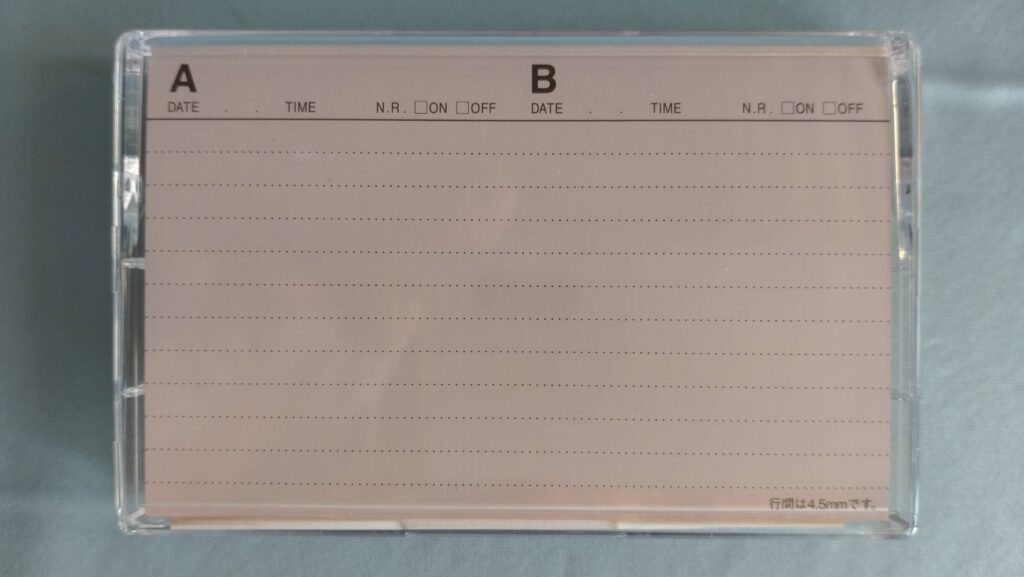 A B
DATE . . TIME N.R. □ON □OFF DATE . . TIME N.R. □ON □OFF
行間は4.5mmです。